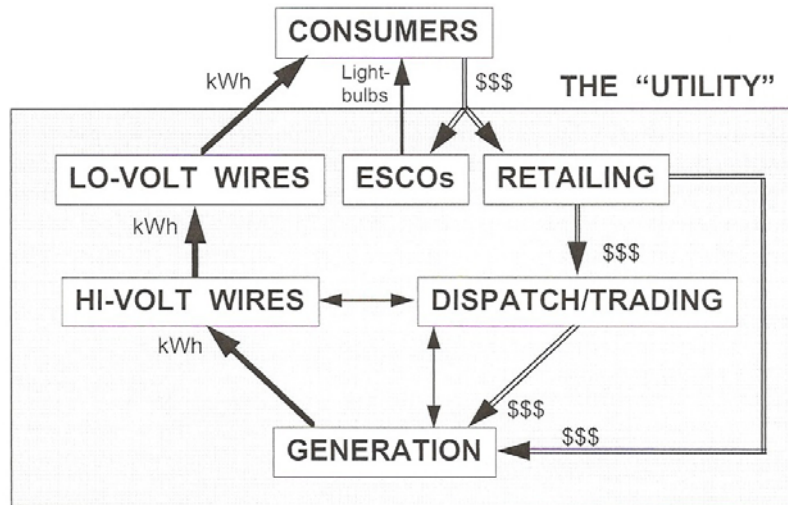 CONSUMERS
kWh
Light-
bulbs
$$$
THE “UTILITY”
LO-VOLT WIRES
ESCOs
RETAILING
kWh
$$$
HI-VOLT WIRES
DISPATCH/TRADING
kWh
$$$
$$$
GENERATION